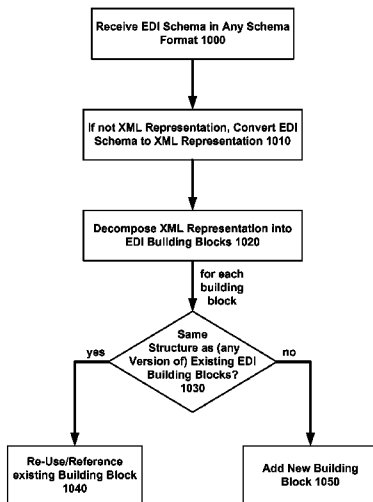 Receive EDI Schema in Any Schema
Format 1000
If not XML Representation, Convert EDI
Schema to XML Representation 1010
Decompose XML Representation into
EDI Building Blocks 1020
for each
building
block
Same
Structure as (any
Version of) Existing EDI
Building Blocks?
1030
yes
no
Re-Use/Reference
existing Building Block
1040
Add New Building
Block 1050